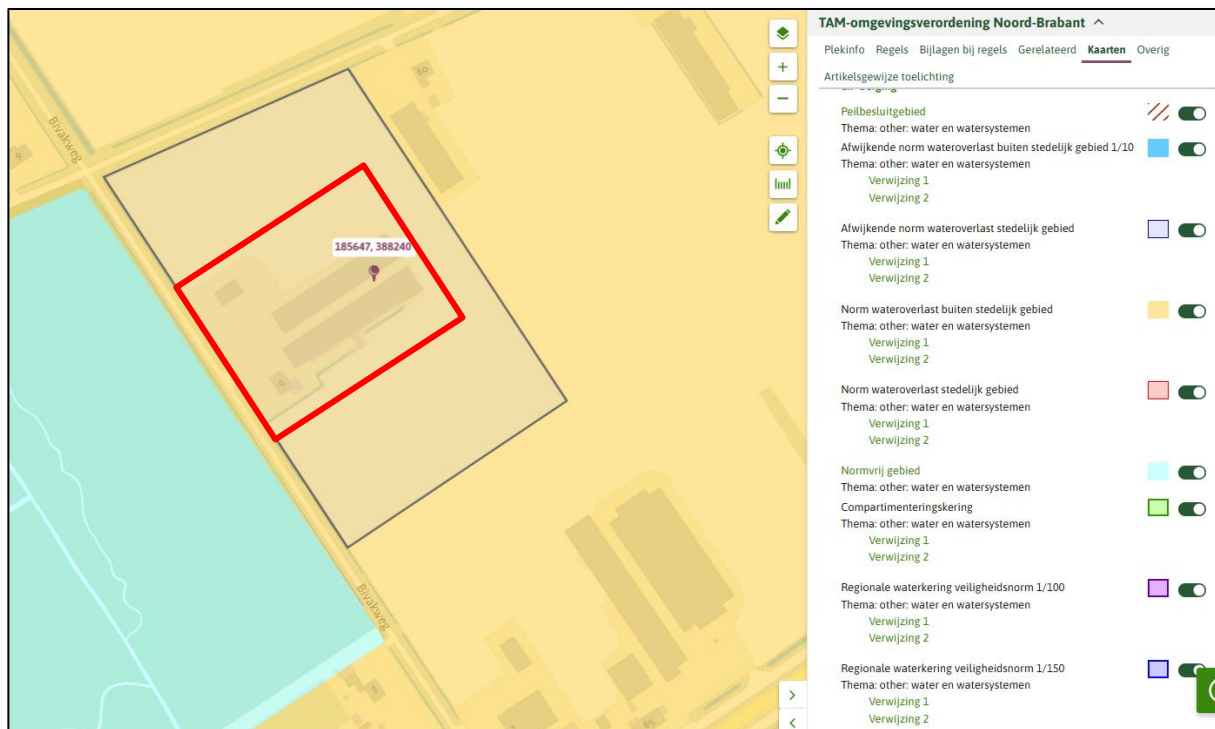 TAM-omgevingsverordening Noord-Brabant
Plekinfo Regels Bijlagen bij regels Gerelateerd Kaarten Overig
Artikelsgewijze toelichting
Peilbesluitgebied
Thema: other: water en watersystemen
Afwijkende norm wateroverlast buiten stedelijk gebied 1/10
Thema: other: water en watersystemen
Verwijzing 1
Verwijzing 2
Afwijkende norm wateroverlast stedelijk gebied
Thema: other: water en watersystemen
Verwijzing 1
Verwijzing 2
Norm wateroverlast buiten stedelijk gebied
Thema: other: water en watersystemen
Verwijzing 1
Verwijzing 2
Norm wateroverlast stedelijk gebied
Thema: other: water en watersystemen
Verwijzing 1
Verwijzing 2
Normvrij gebied
Thema: other: water en watersystemen
Compartimenteringskering
Thema: other: water en watersystemen
Verwijzing 1
Verwijzing 2
Regionale waterkering veiligheidsnorm 1/100
Thema: other: water en watersystemen
Verwijzing 1
Verwijzing 2
Regionale waterkering veiligheidsnorm 1/150
Thema: other: water en watersystemen
Verwijzing 1
Verwijzing 2
Bivakweg
60
9
185647, 388240
4
Bivakweg
5
65